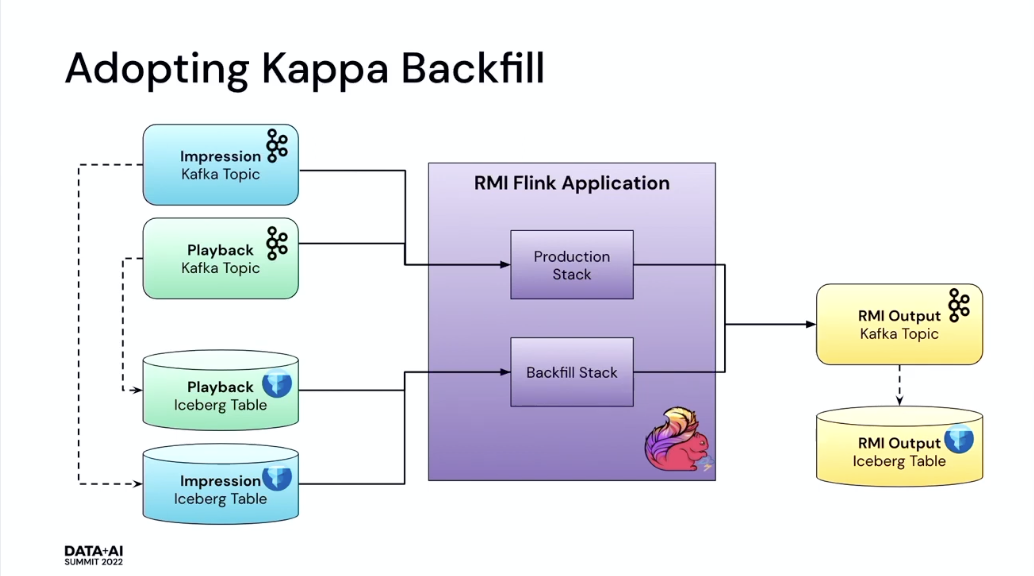 Adopting Kappa Backfill
Impression
Kafka Topic
Playback
Kafka Topic
Playback
Iceberg Table
Impression
Iceberg Table
RMI Flink Application
Production
Stack
Backfill Stack
RMI Output
Kafka Topic
RMI Output
Iceberg Table
DATA+AI
SUMMIT 2022